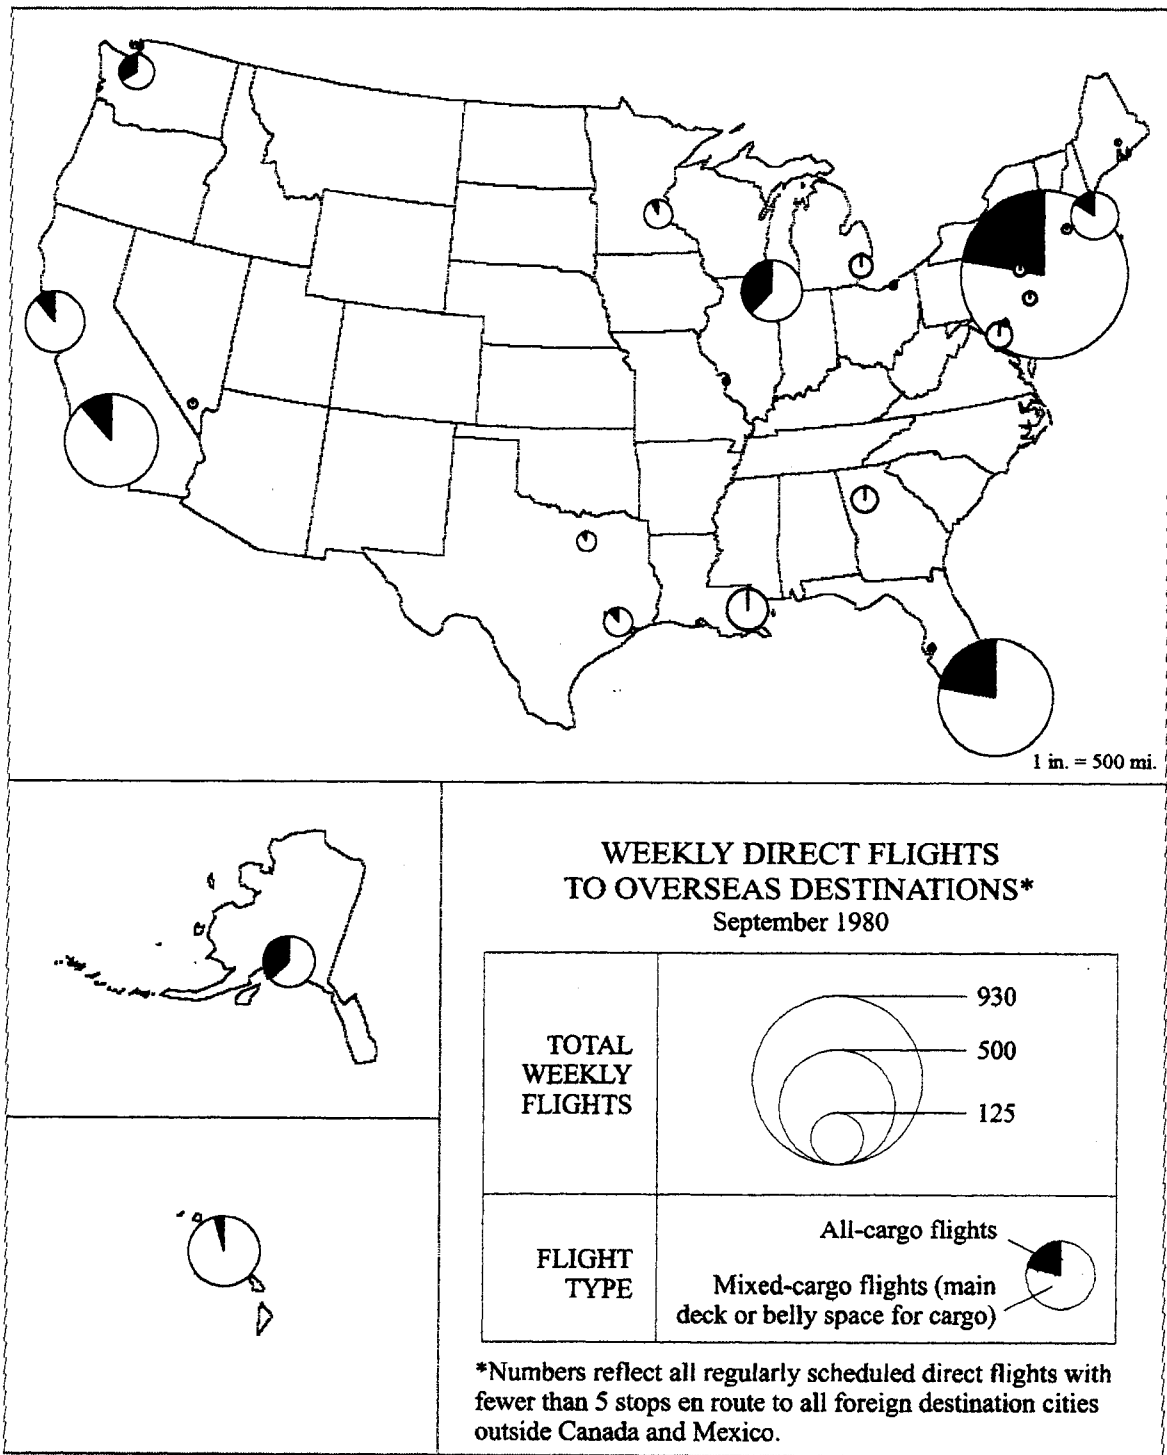 1 in. = 500 mi.
WEEKLY DIRECT FLIGHTS
TO OVERSEAS DESTINATIONS*
September 1980
TOTAL
WEEKLY
FLIGHTS
930
500
125
FLIGHT
TYPE
All-cargo flights
Mixed-cargo flights (main
deck or belly space for cargo)
*Numbers reflect all regularly scheduled direct flights with
fewer than 5 stops en route to all foreign destination cities
outside Canada and Mexico.